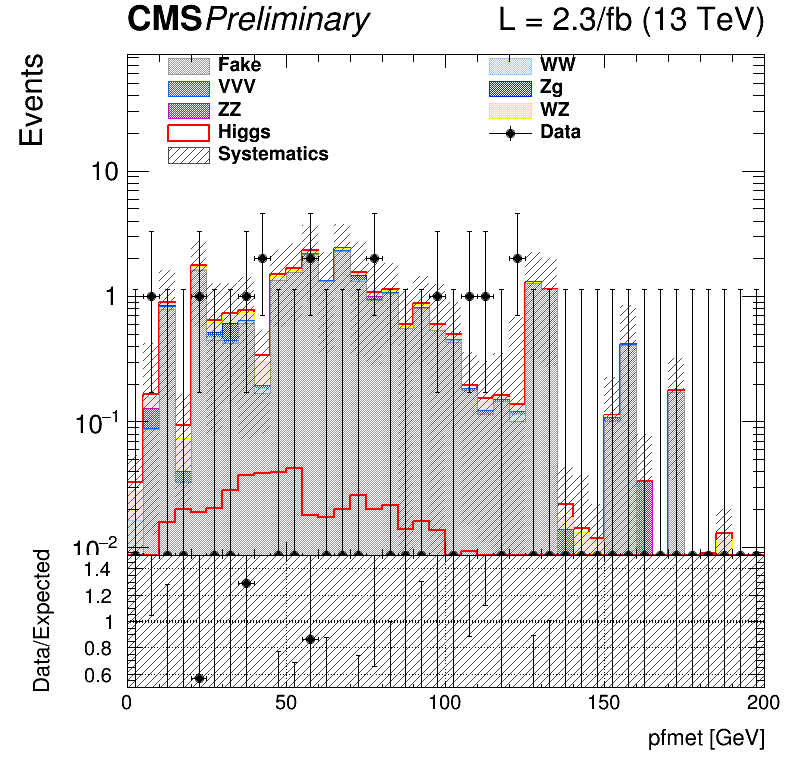 CMS Preliminary L = 2.3/fb (13 TeV)
Events
Fake WW
VVV Zg
ZZ WZ
Higgs Data
Systematics
10
1
10⁻¹
10⁻²
Data/Expected
1.4
1.2
1
0.8
0.6
0 50 100 150 200
pfmet [GeV]